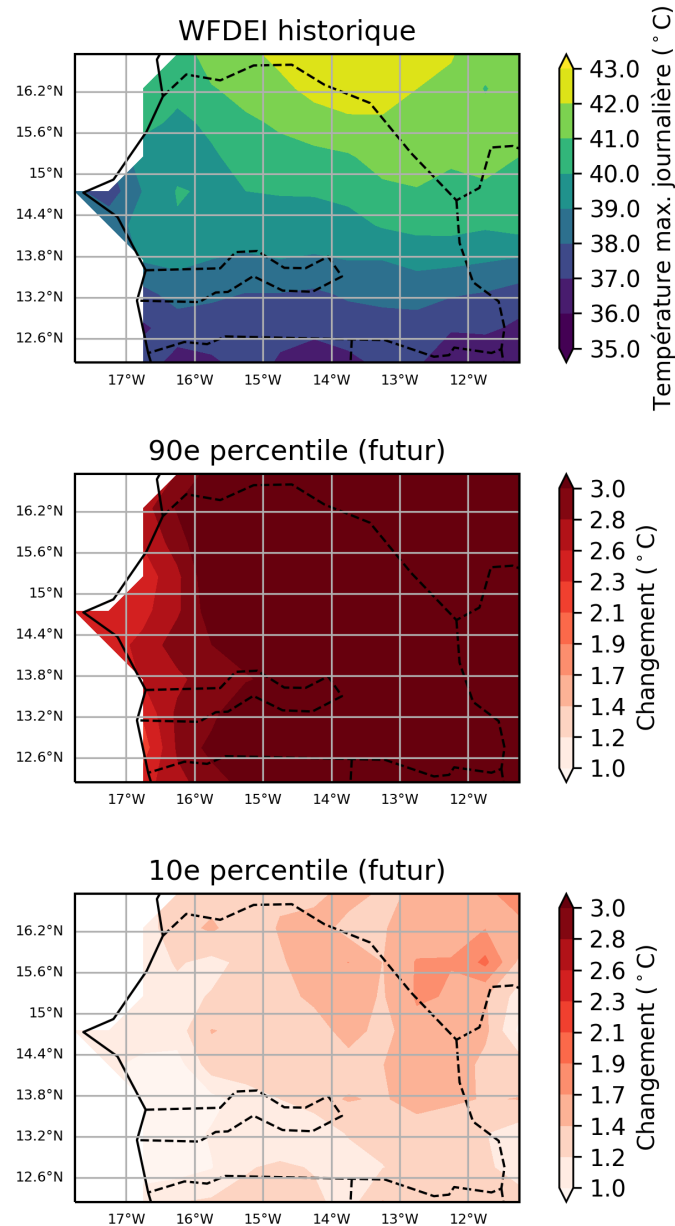 WFDEI historique
16.2°N
15.6°N
15°N
14.4°N
13.8°N
13.2°N
12.6°N
17°W 16°W 15°W 14°W 13°W 12°W
43.0
42.0
41.0
40.0
39.0
38.0
37.0
36.0
35.0
Température max. journalière (°C)
90e percentile (futur)
16.2°N
15.6°N
15°N
14.4°N
13.8°N
13.2°N
12.6°N
17°W 16°W 15°W 14°W 13°W 12°W
3.0
2.8
2.6
2.3
2.1
1.9
1.7
1.4
1.2
1.0
Changement (°C)
10e percentile (futur)
16.2°N
15.6°N
15°N
14.4°N
13.8°N
13.2°N
12.6°N
17°W 16°W 15°W 14°W 13°W 12°W
3.0
2.8
2.6
2.3
2.1
1.9
1.7
1.4
1.2
1.0
Changement (°C)